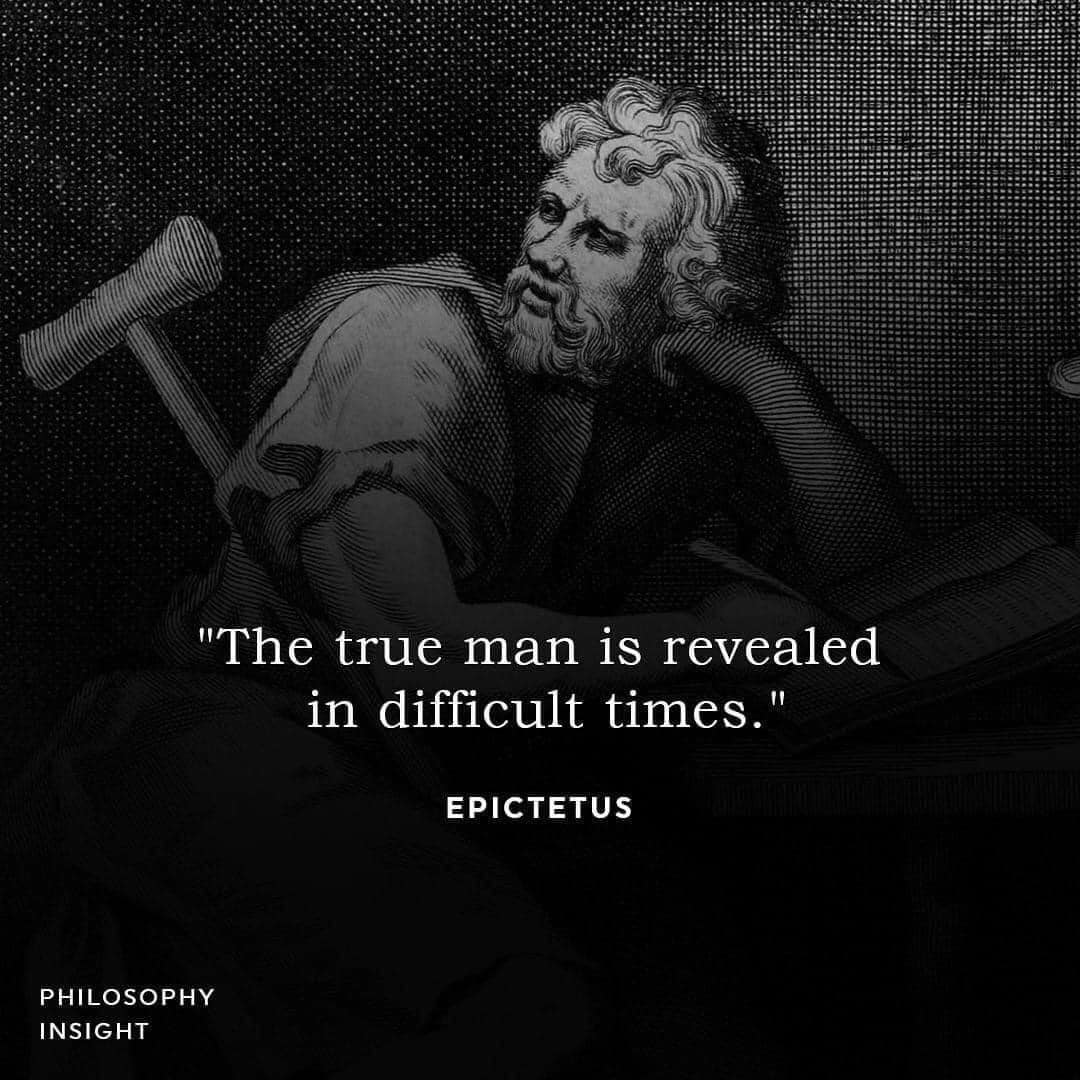 "The true man is revealed
in difficult times."
EPICTETUS
PHILOSOPHY
INSIGHT